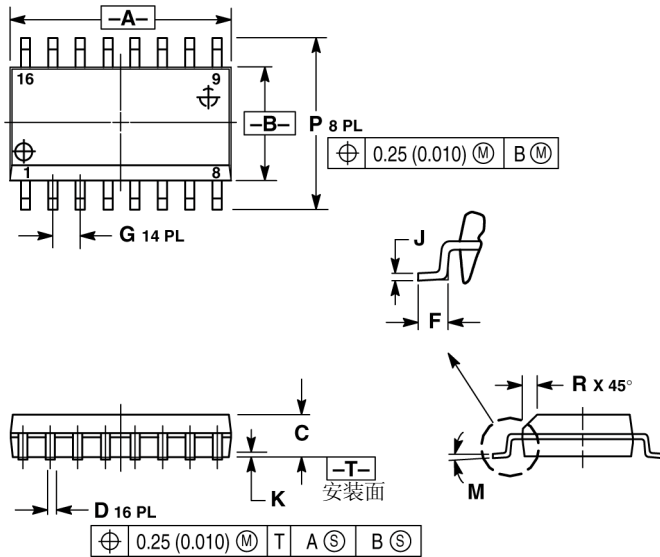 –A–
16 9
–B–
P 8 PL
0.25 (0.010) Ⓜ B Ⓜ
1 8
G 14 PL
J
F
R X 45°
C
–T–
安装面
K
M
D 16 PL
0.25 (0.010) Ⓜ T A Ⓢ B Ⓢ